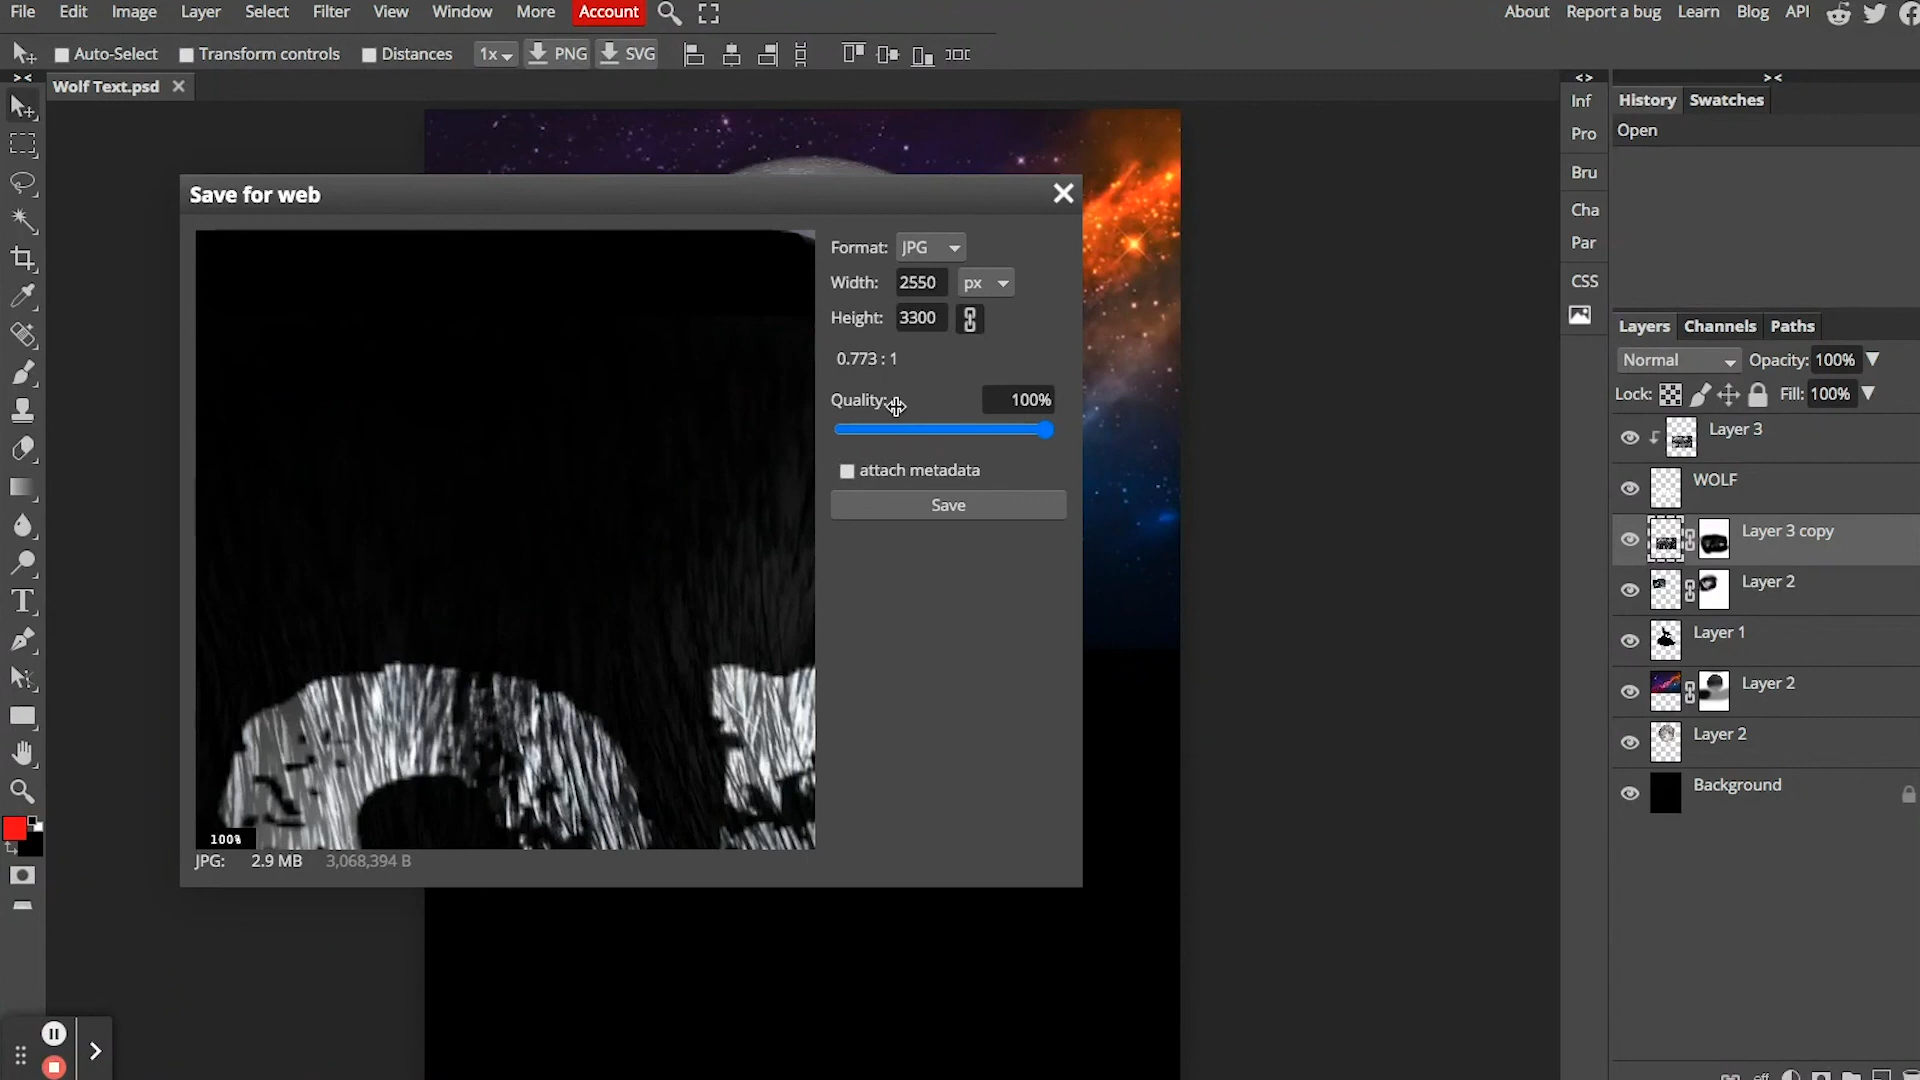 File Edit Image Layer Select Filter View Window More Account About Report a bug Learn Blog API
Auto-Select Transform controls Distances 1x PNG SVG
Wolf Text.psd
Save for web
Format: JPG
Width: 2550 px
Height: 3300
0.773 : 1
Quality: 100%
attach metadata
Save
100%
JPG: 2.9 MB 3,068,394 B
Inf
Pro
Bru
Cha
Par
CSS
History Swatches
Open
Layers Channels Paths
Normal Opacity: 100%
Lock: Fill: 100%
Layer 3
WOLF
Layer 3 copy
Layer 2
Layer 1
Layer 2
Layer 2
Background